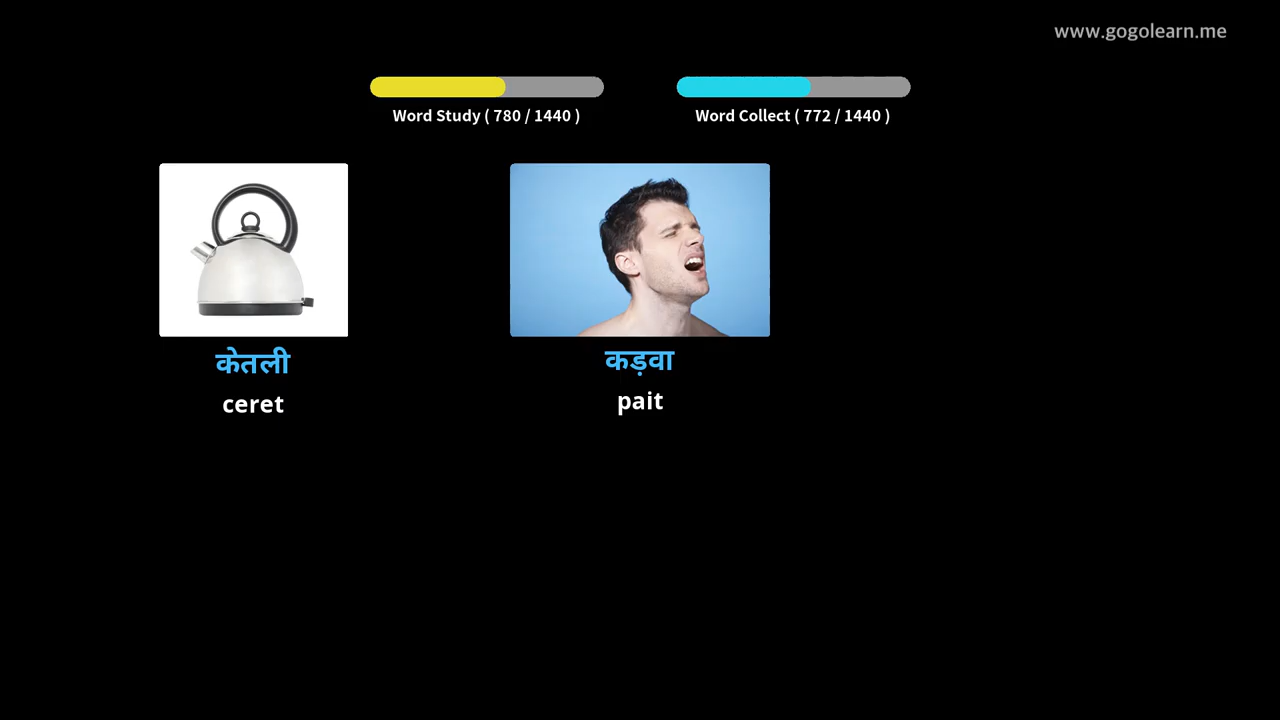 www.gogolearn.me
Word Study ( 780 / 1440 )
Word Collect ( 772 / 1440 )
केतली
ceret
कड़वा
pait